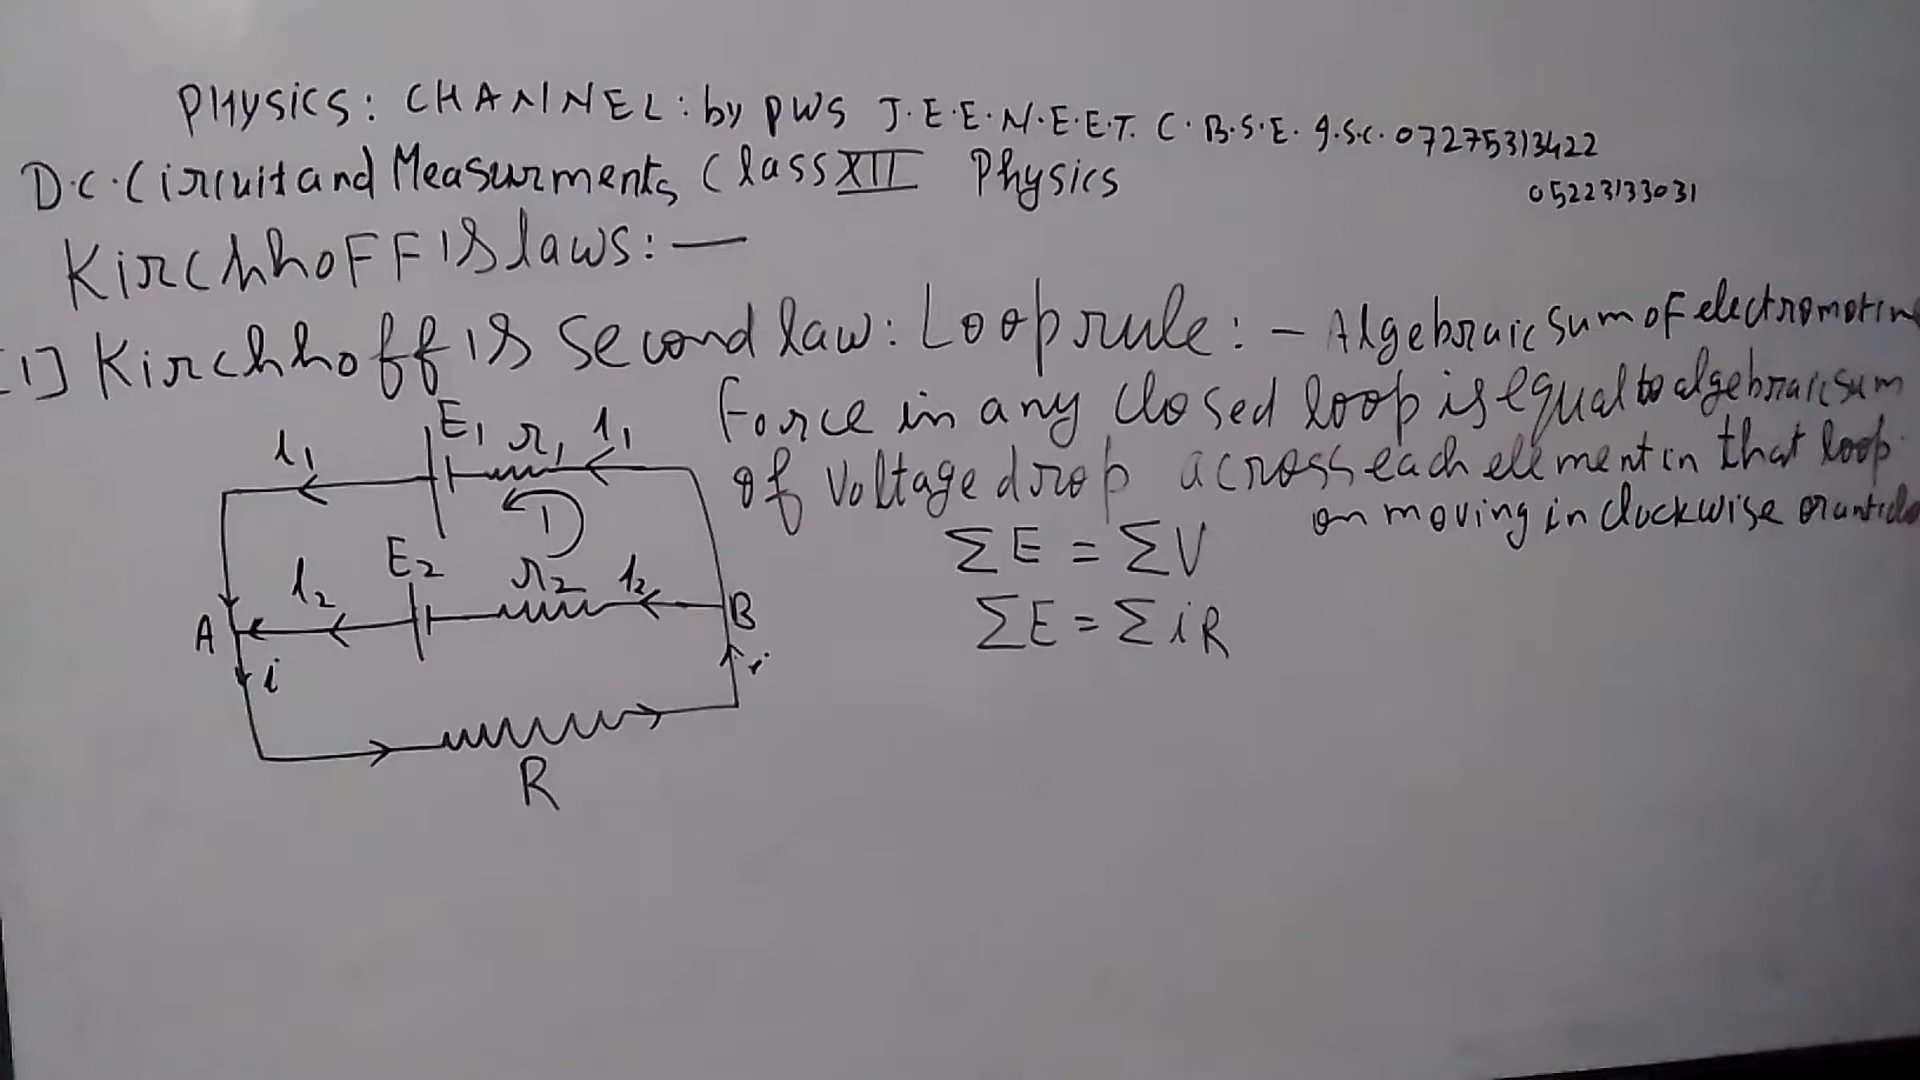 PHYSICS: CHANNEL: by PWS J.E.E.N.E.E.T. C.B.S.E. I.S.C. 07275313422
05223133031
D.C. Circuit and Measurments, Class XII Physics
KirchhoFF's laws: —
[1] Kirchhoff's Second law: Loop rule: - Algebraic sum of electromotin
Force in any closed loop is equal to algebraic sum
of voltage drop across each element in that loop
on moving in clockwise or anticlo
ΣE = ΣV
ΣE = ΣiR
E1
r1
i1
i1
1
E2
r2
i2
i2
A
B
i
i
R